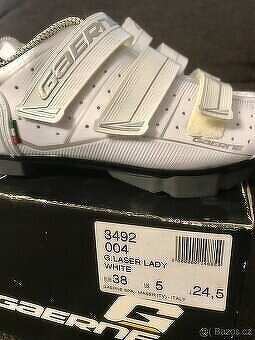 GAERNE
GAERNE
3492
004
G.LASER LADY
WHITE
EUR 38 US 5 24,5
GAERNE SPA. MASER (TV) - ITALY
G
GAERNE
Bazoš.cz